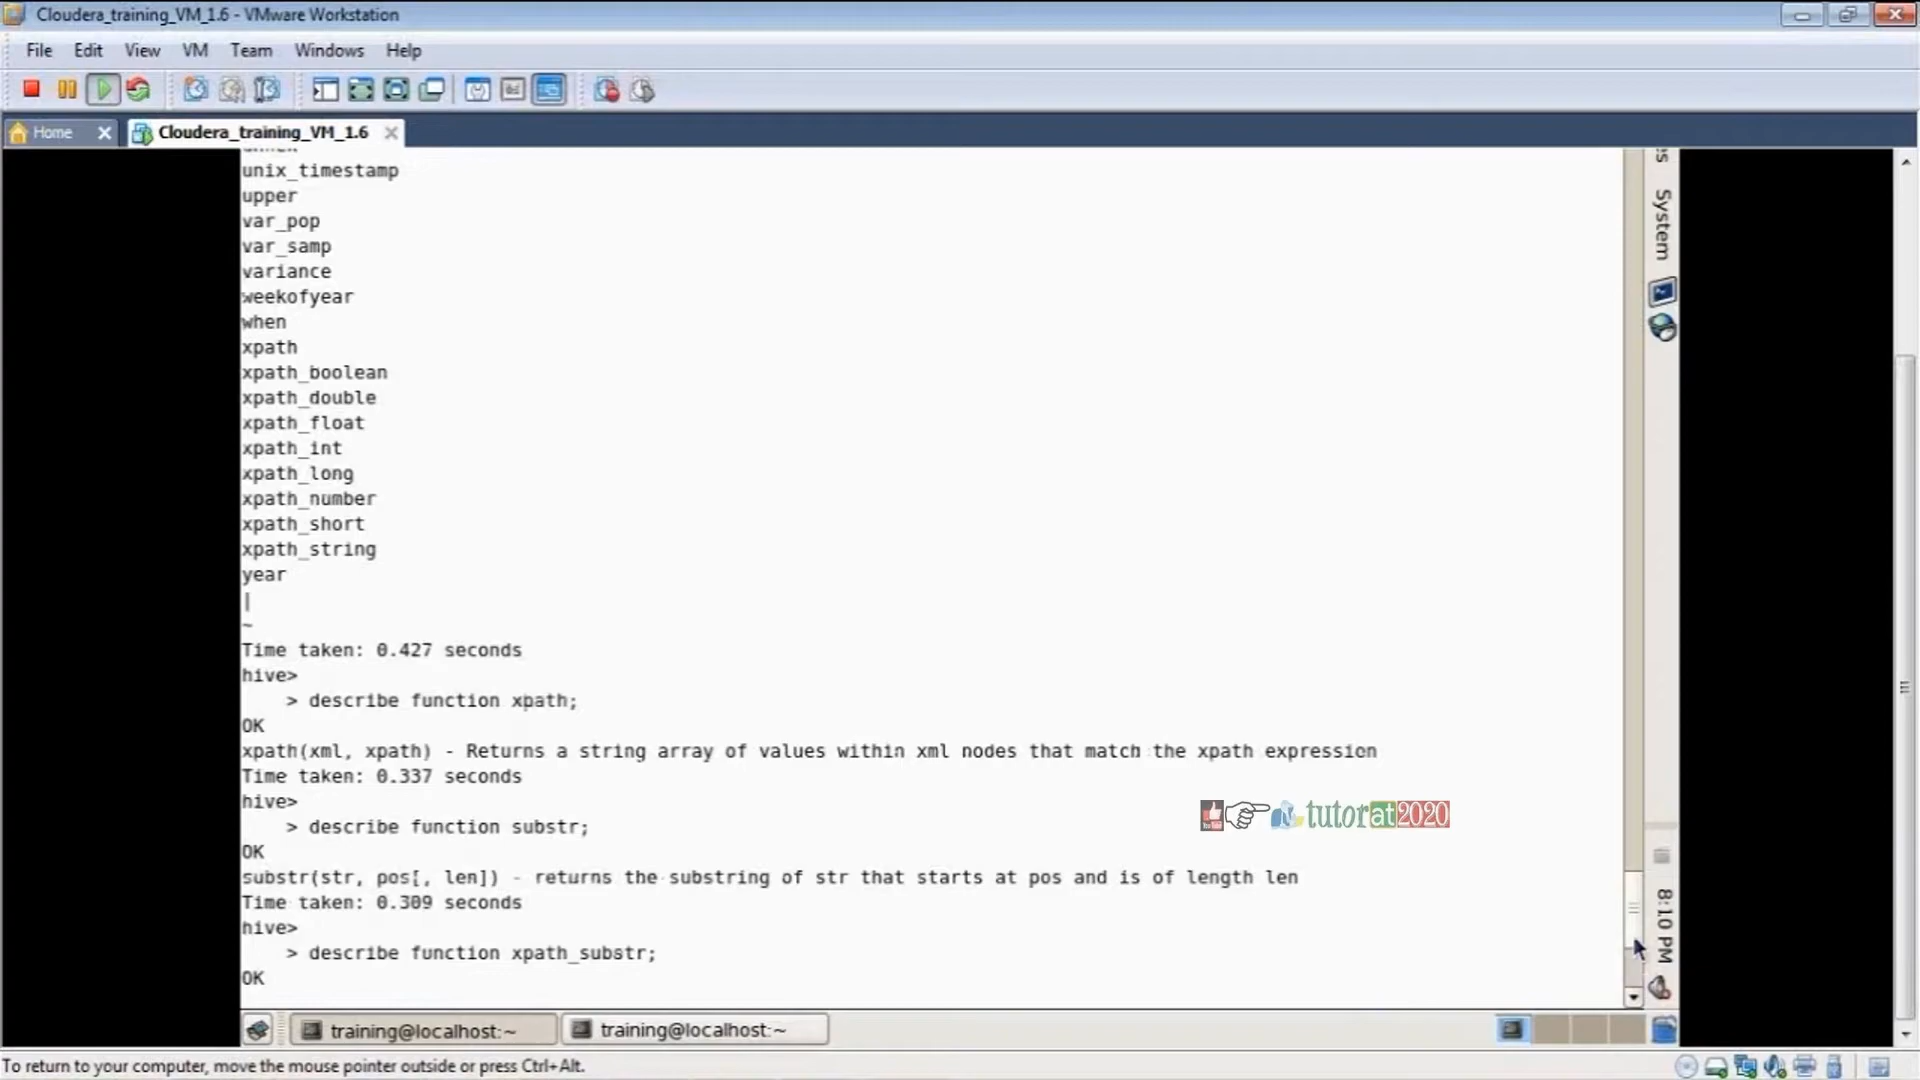 Cloudera_training_VM_1.6 - VMware Workstation
File Edit View VM Team Windows Help
Home
Cloudera_training_VM_1.6
unix_timestamp
upper
var_pop
var_samp
variance
weekofyear
when
xpath
xpath_boolean
xpath_double
xpath_float
xpath_int
xpath_long
xpath_number
xpath_short
xpath_string
year
|
~
Time taken: 0.427 seconds
hive>
> describe function xpath;
OK
xpath(xml, xpath) - Returns a string array of values within xml nodes that match the xpath expression
Time taken: 0.337 seconds
hive>
> describe function substr;
OK
substr(str, pos[, len]) - returns the substring of str that starts at pos and is of length len
Time taken: 0.309 seconds
hive>
> describe function xpath_substr;
OK
System
8:10 PM
tutorat2020
training@localhost:~
training@localhost:~
To return to your computer, move the mouse pointer outside or press Ctrl+Alt.